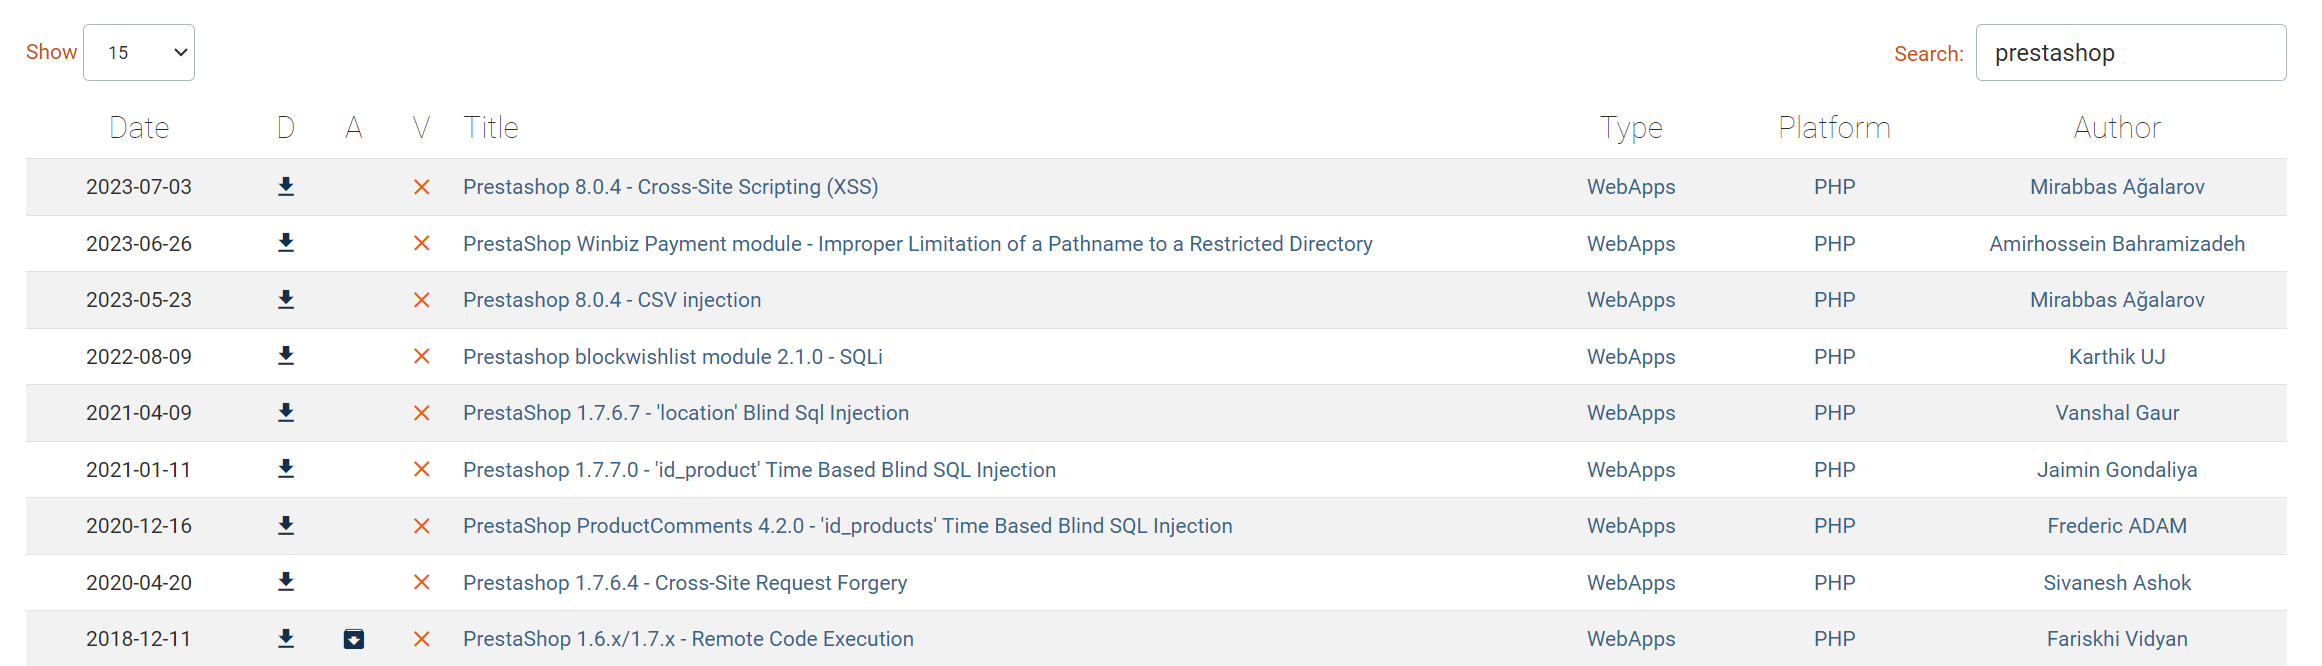 Show 15 Search: prestashop
Date D A V Title Type Platform Author
2023-07-03 Prestashop 8.0.4 - Cross-Site Scripting (XSS) WebApps PHP Mirabbas Ağalarov
2023-06-26 PrestaShop Winbiz Payment module - Improper Limitation of a Pathname to a Restricted Directory WebApps PHP Amirhossein Bahramizadeh
2023-05-23 Prestashop 8.0.4 - CSV injection WebApps PHP Mirabbas Ağalarov
2022-08-09 Prestashop blockwishlist module 2.1.0 - SQLi WebApps PHP Karthik UJ
2021-04-09 PrestaShop 1.7.6.7 - 'location' Blind Sql Injection WebApps PHP Vanshal Gaur
2021-01-11 Prestashop 1.7.7.0 - 'id_product' Time Based Blind SQL Injection WebApps PHP Jaimin Gondaliya
2020-12-16 PrestaShop ProductComments 4.2.0 - 'id_products' Time Based Blind SQL Injection WebApps PHP Frederic ADAM
2020-04-20 Prestashop 1.7.6.4 - Cross-Site Request Forgery WebApps PHP Sivanesh Ashok
2018-12-11 PrestaShop 1.6.x/1.7.x - Remote Code Execution WebApps PHP Fariskhi Vidyan